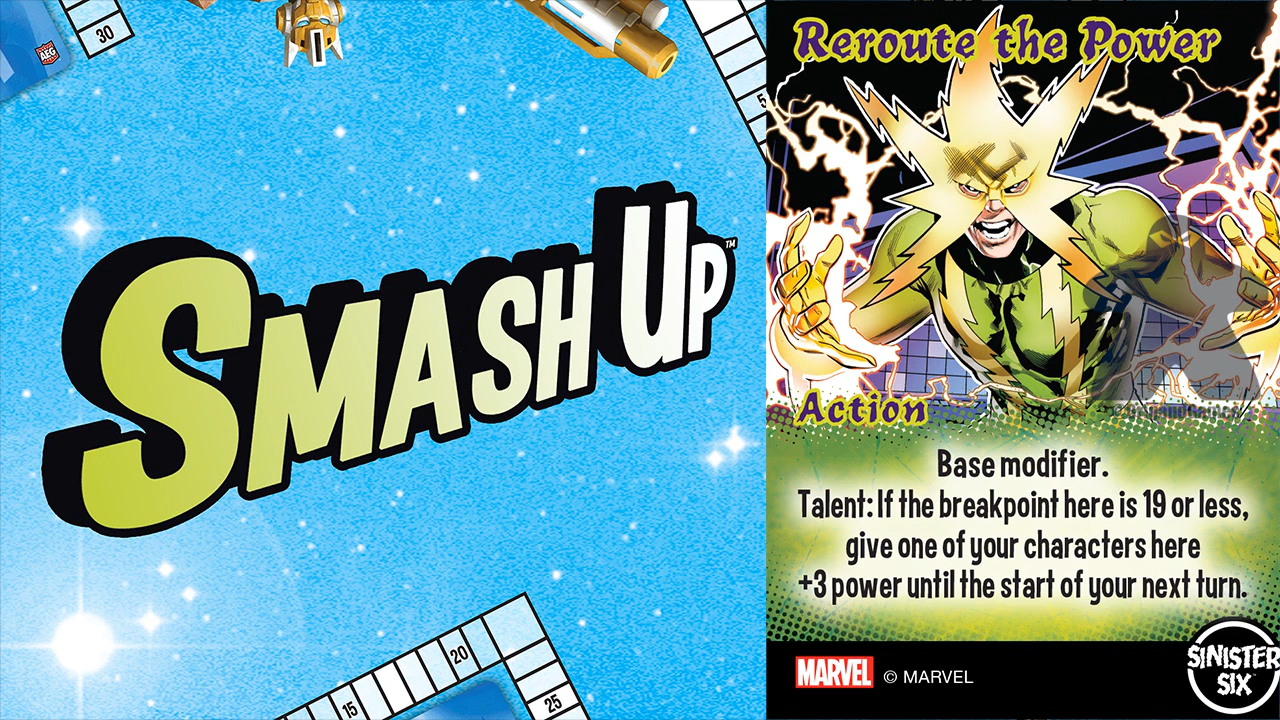 30
AEG
5
SMASH UP™
15
20
25
Reroute the Power
Action
Base modifier.
Talent: If the breakpoint here is 19 or less,
give one of your characters here
+3 power until the start of your next turn.
MARVEL © MARVEL
SINISTER
SIX